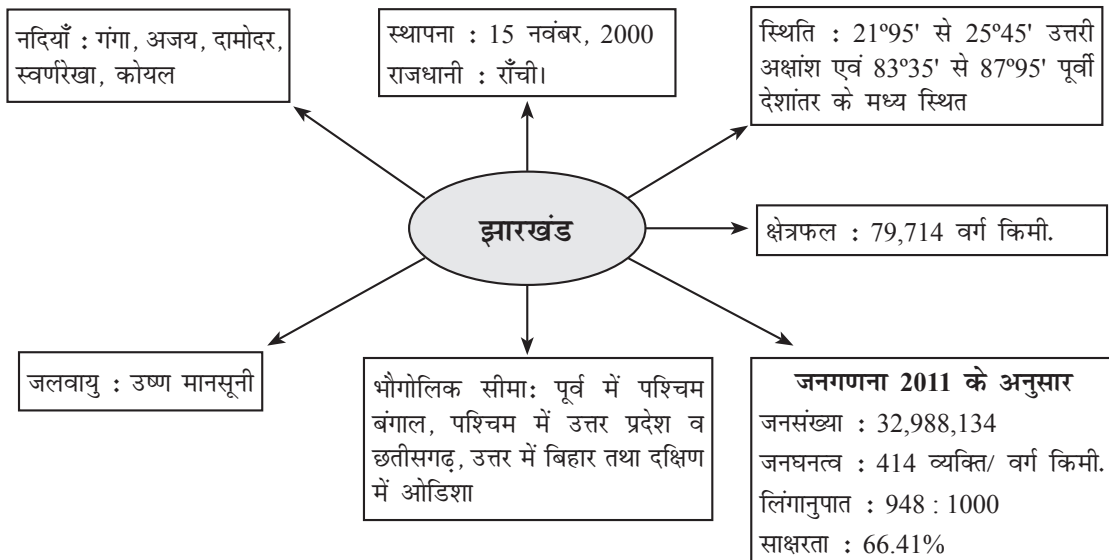 नदियाँ : गंगा, अजय, दामोदर,
स्वर्णरेखा, कोयल
स्थापना : 15 नवंबर, 2000
राजधानी : राँची।
स्थिति : 21º95' से 25º45' उत्तरी
अक्षांश एवं 83º35' से 87º95' पूर्वी
देशांतर के मध्य स्थित
झारखंड
क्षेत्रफल : 79,714 वर्ग किमी.
जलवायु : उष्ण मानसूनी
भौगोलिक सीमा: पूर्व में पश्चिम
बंगाल, पश्चिम में उत्तर प्रदेश व
छतीसगढ़, उत्तर में बिहार तथा दक्षिण
में ओडिशा
जनगणना 2011 के अनुसार
जनसंख्या : 32,988,134
जनघनत्व : 414 व्यक्ति/ वर्ग किमी.
लिंगानुपात : 948 : 1000
साक्षरता : 66.41%